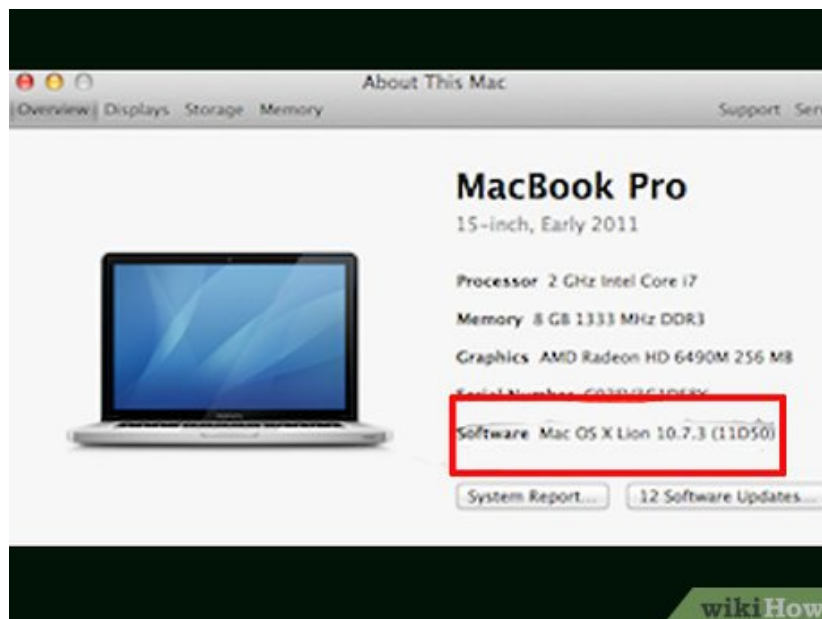 About This Mac
Overview Displays Storage Memory Support
MacBook Pro
15-inch, Early 2011
Processor 2 GHz Intel Core i7
Memory 8 GB 1333 MHz DDR3
Graphics AMD Radeon HD 6490M 256 MB
Serial Number
Software Mac OS X Lion 10.7.3 (11D50)
System Report... 12 Software Updates...
wikiHow